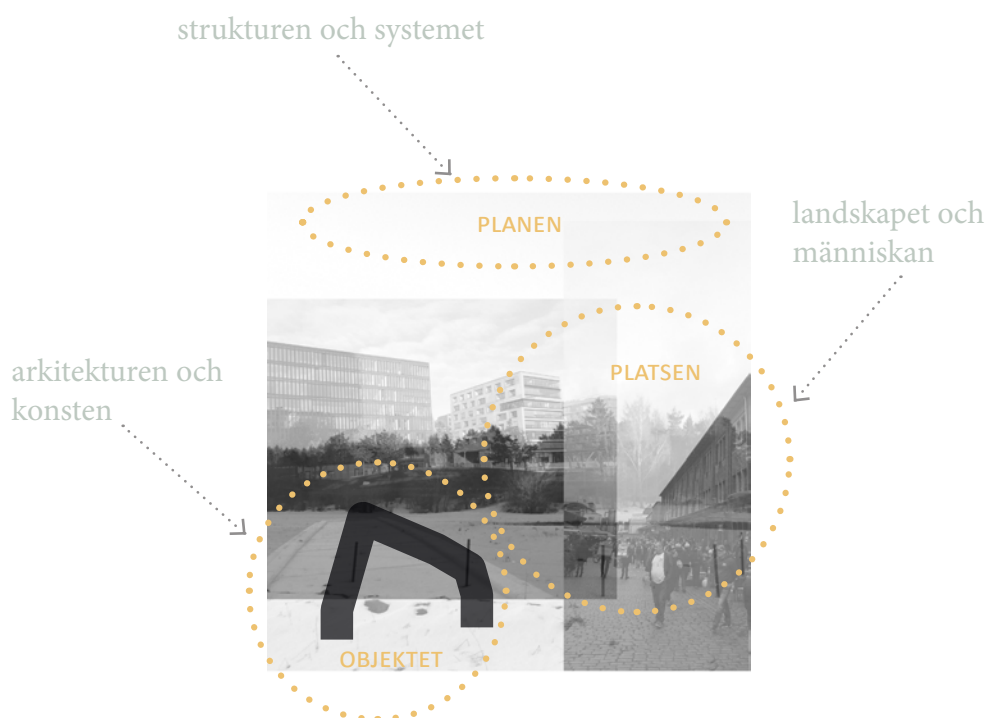 strukturen och systemet
PLANEN
landskapet och
människan
PLATSEN
arkitekturen och
konsten
OBJEKTET